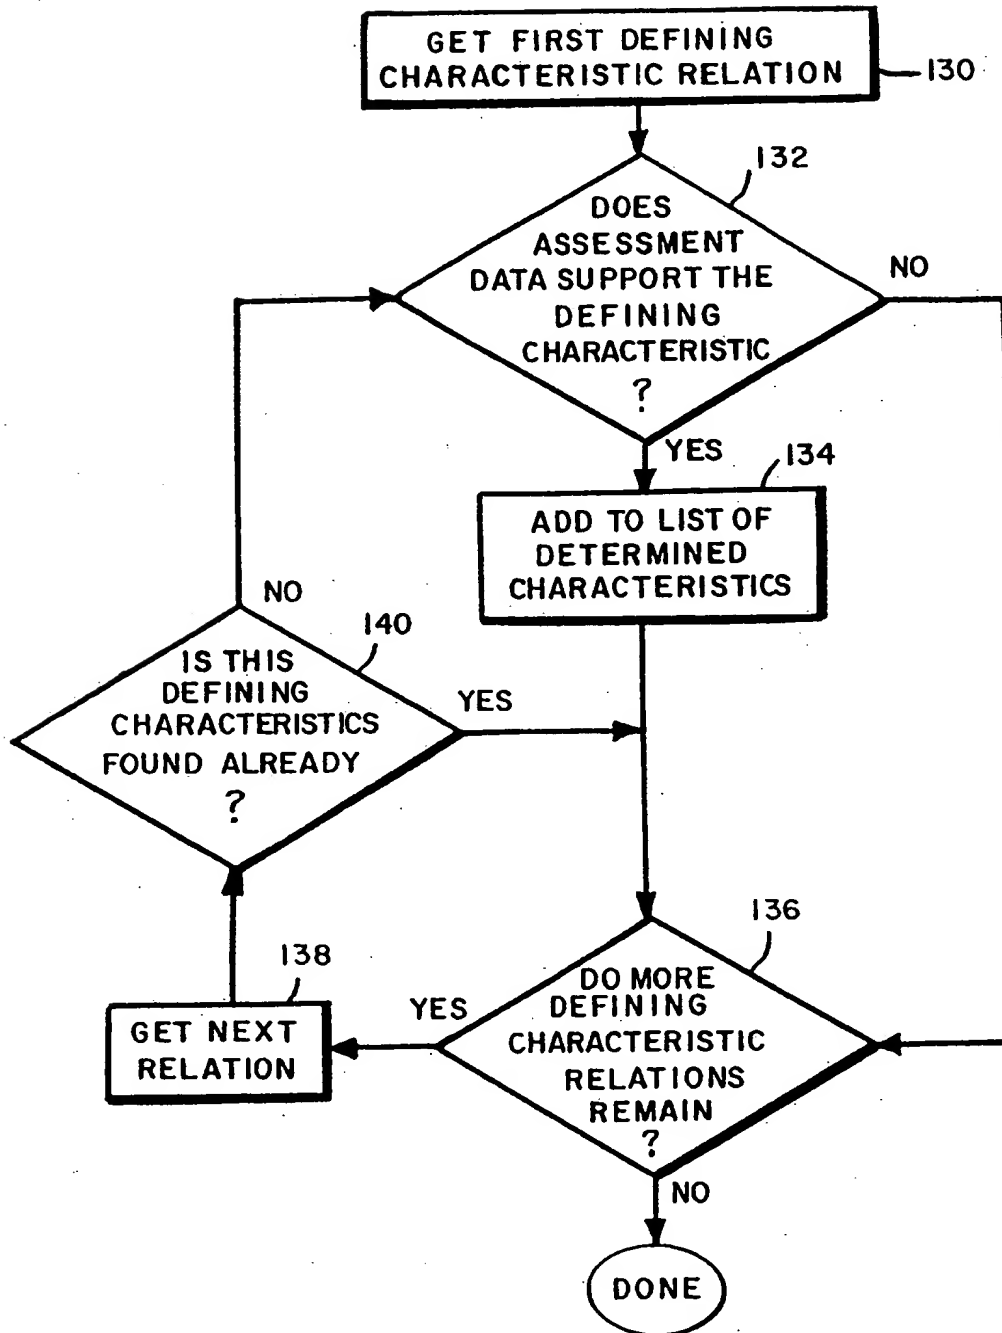 GET FIRST DEFINING
CHARACTERISTIC RELATION
130
132
DOES
ASSESSMENT
DATA SUPPORT THE
DEFINING
CHARACTERISTIC
?
NO
YES
134
ADD TO LIST OF
DETERMINED
CHARACTERISTICS
NO
140
IS THIS
DEFINING
CHARACTERISTICS
FOUND ALREADY
?
YES
136
DO MORE
DEFINING
CHARACTERISTIC
RELATIONS
REMAIN
?
YES
138
GET NEXT
RELATION
NO
DONE